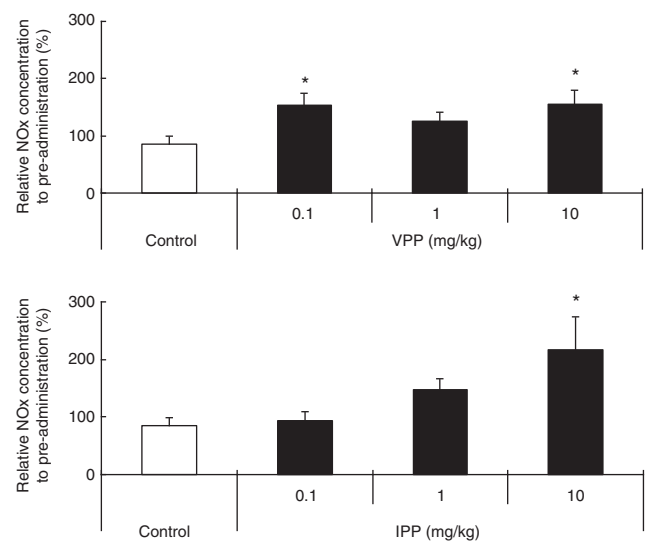 Relative NOx concentration
to pre-administration (%)
300
200
100
0
*
*
0.1
1
10
Control
VPP (mg/kg)
Relative NOx concentration
to pre-administration (%)
300
200
100
0
*
0.1
1
10
Control
IPP (mg/kg)